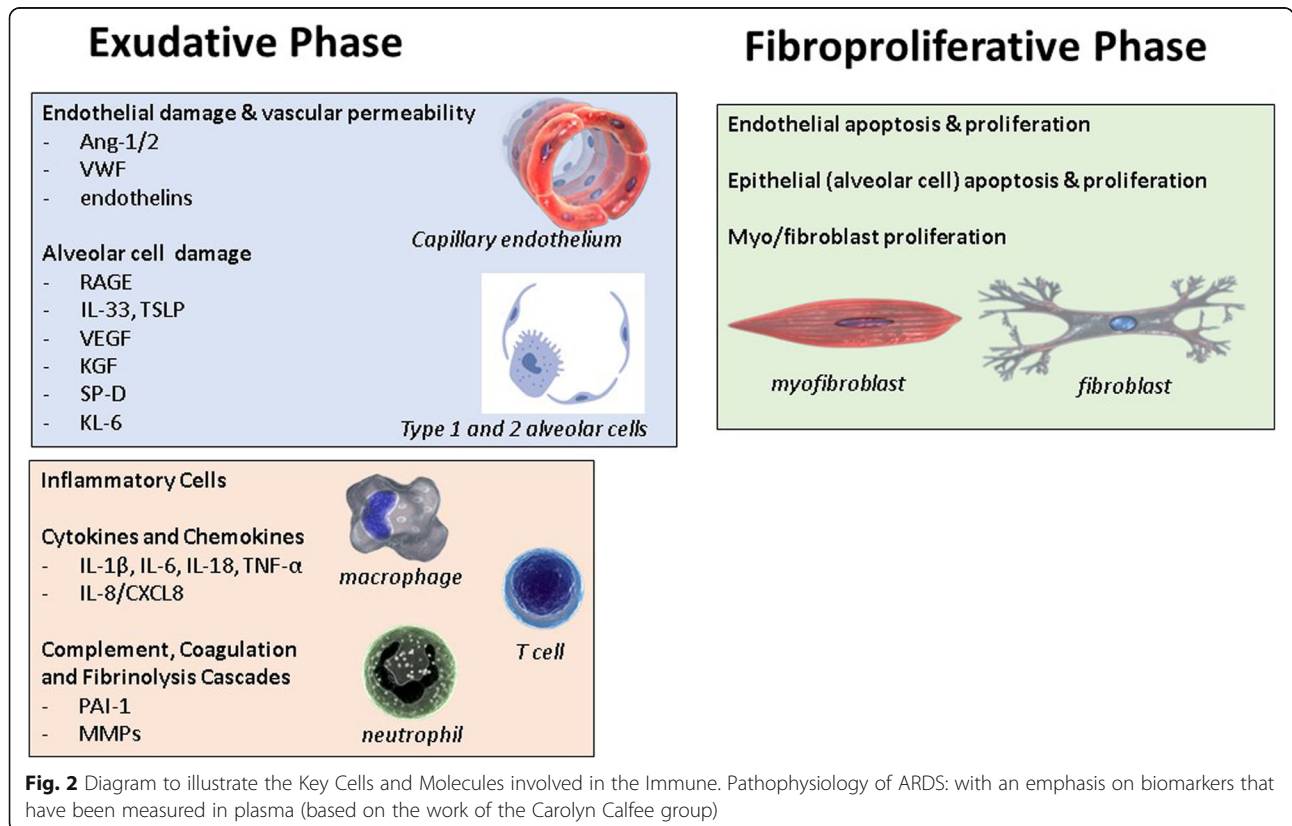 Exudative Phase
Endothelial damage & vascular permeability
- Ang-1/2
- VWF
- endothelins
Capillary endothelium
Alveolar cell damage
- RAGE
- IL-33, TSLP
- VEGF
- KGF
- SP-D
- KL-6
Type 1 and 2 alveolar cells
Inflammatory Cells
Cytokines and Chemokines
- IL-1β, IL-6, IL-18, TNF-α
- IL-8/CXCL8
macrophage
T cell
Complement, Coagulation
and Fibrinolysis Cascades
- PAI-1
- MMPs
neutrophil
Fibroproliferative Phase
Endothelial apoptosis & proliferation
Epithelial (alveolar cell) apoptosis & proliferation
Myo/fibroblast proliferation
myofibroblast
fibroblast
Fig. 2 Diagram to illustrate the Key Cells and Molecules involved in the Immune. Pathophysiology of ARDS: with an emphasis on biomarkers that
have been measured in plasma (based on the work of the Carolyn Calfee group)